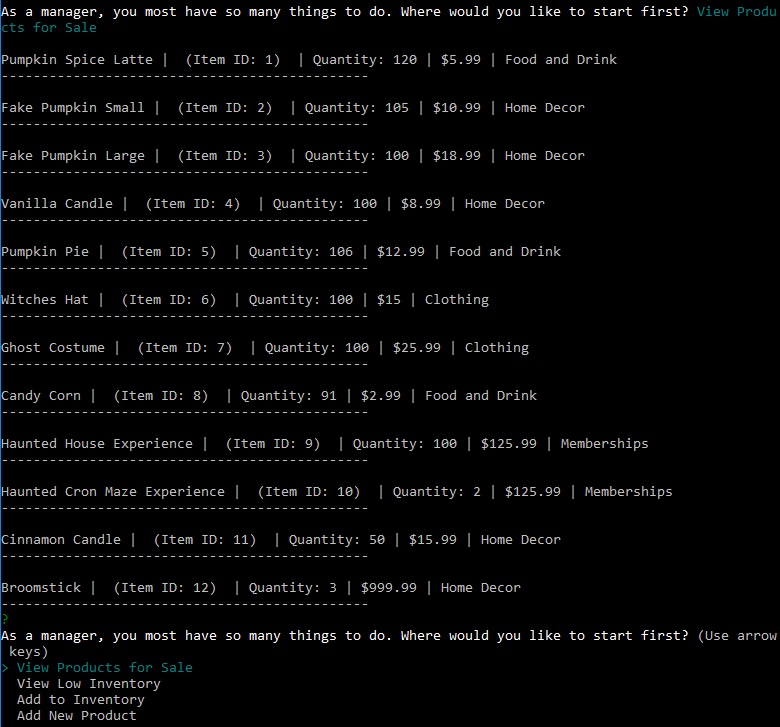 As a manager, you most have so many things to do. Where would you like to start first? View Produ
cts for Sale
Pumpkin Spice Latte |  (Item ID: 1)  | Quantity: 120 | $5.99 | Food and Drink
----------------------------------------------
Fake Pumpkin Small |  (Item ID: 2)  | Quantity: 105 | $10.99 | Home Decor
----------------------------------------------
Fake Pumpkin Large |  (Item ID: 3)  | Quantity: 100 | $18.99 | Home Decor
----------------------------------------------
Vanilla Candle |  (Item ID: 4)  | Quantity: 100 | $8.99 | Home Decor
----------------------------------------------
Pumpkin Pie |  (Item ID: 5)  | Quantity: 106 | $12.99 | Food and Drink
----------------------------------------------
Witches Hat |  (Item ID: 6)  | Quantity: 100 | $15 | Clothing
----------------------------------------------
Ghost Costume |  (Item ID: 7)  | Quantity: 100 | $25.99 | Clothing
----------------------------------------------
Candy Corn |  (Item ID: 8)  | Quantity: 91 | $2.99 | Food and Drink
----------------------------------------------
Haunted House Experience |  (Item ID: 9)  | Quantity: 100 | $125.99 | Memberships
----------------------------------------------
Haunted Cron Maze Experience |  (Item ID: 10)  | Quantity: 2 | $125.99 | Memberships
----------------------------------------------
Cinnamon Candle |  (Item ID: 11)  | Quantity: 50 | $15.99 | Home Decor
----------------------------------------------
Broomstick |  (Item ID: 12)  | Quantity: 3 | $999.99 | Home Decor
----------------------------------------------
?
As a manager, you most have so many things to do. Where would you like to start first? (Use arrow
 keys)
> View Products for Sale
  View Low Inventory
  Add to Inventory
  Add New Product